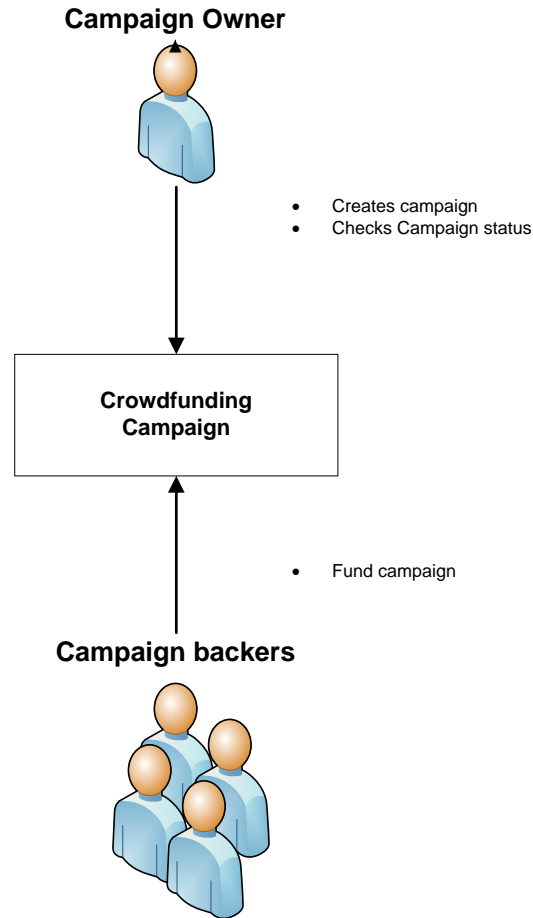 Campaign Owner
• Creates campaign
• Checks Campaign status
Crowdfunding
Campaign
• Fund campaign
Campaign backers